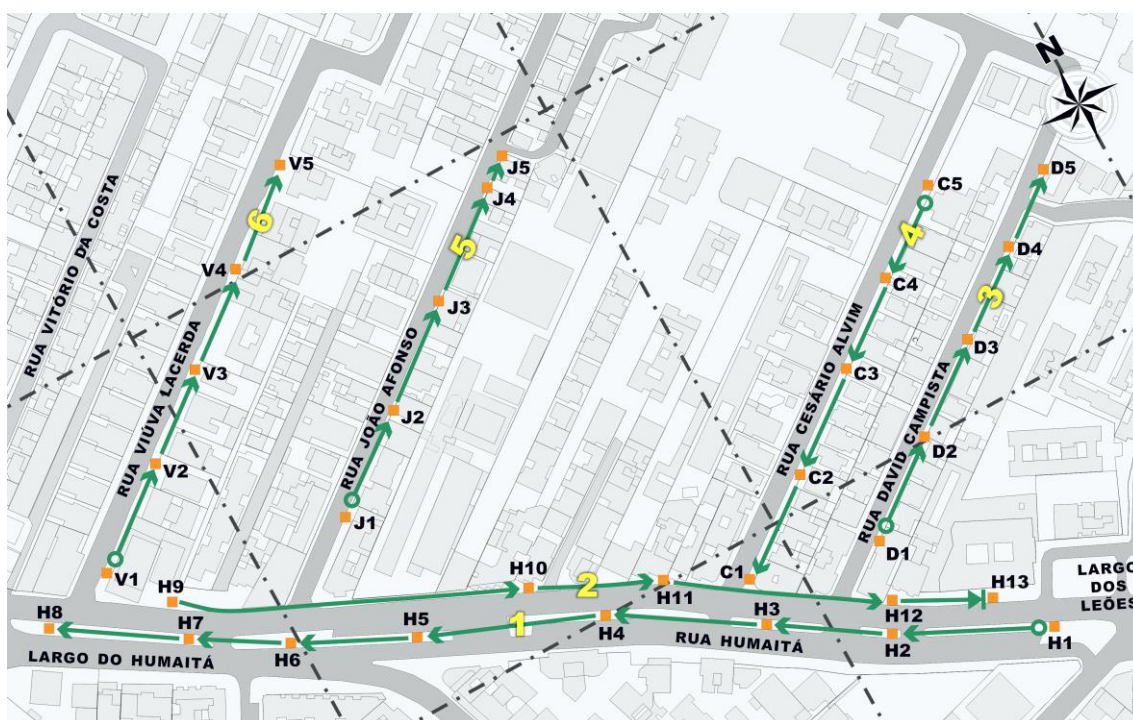 N
RUA VITÓRIO DA COSTA
RUA VIÚVA LACERDA
RUA JOÃO AFONSO
RUA CESÁRIO ALVIM
RUA DAVID CAMPISTA
V5
6
V4
V3
V2
V1
J5
J4
5
J3
J2
J1
C5
4
C4
C3
C2
C1
D5
D4
3
D3
D2
D1
H9
H10
2
H11
H12
H13
LARGO
DOS
LEÕES
H8
H7
H6
H5
1
H4
H3
H2
H1
LARGO DO HUMAITÁ
RUA HUMAITÁ